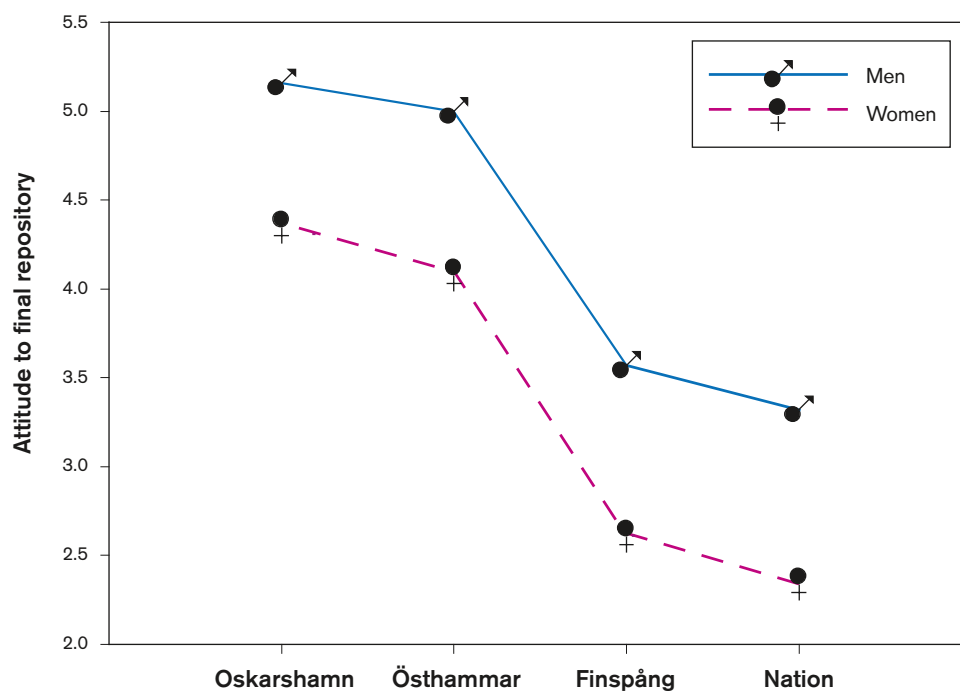 5.5
5.0
4.5
4.0
3.5
3.0
2.5
2.0
Attitude to final repository
Men
Women
Oskarshamn Östhammar Finspång Nation